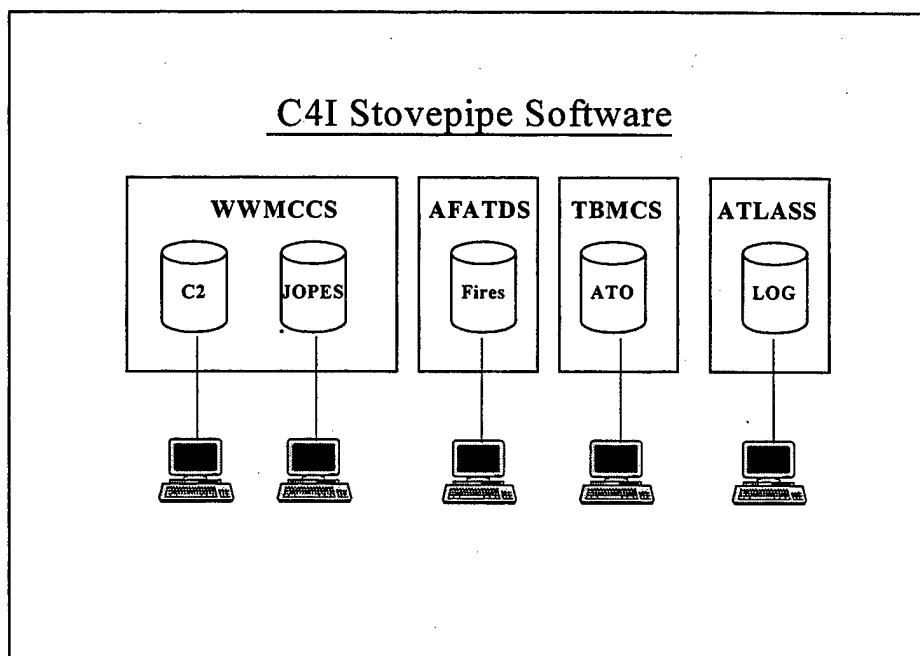 C4I Stovepipe Software
WWMCCS AFATDS TBMCS ATLASS
C2 JOPES Fires ATO LOG